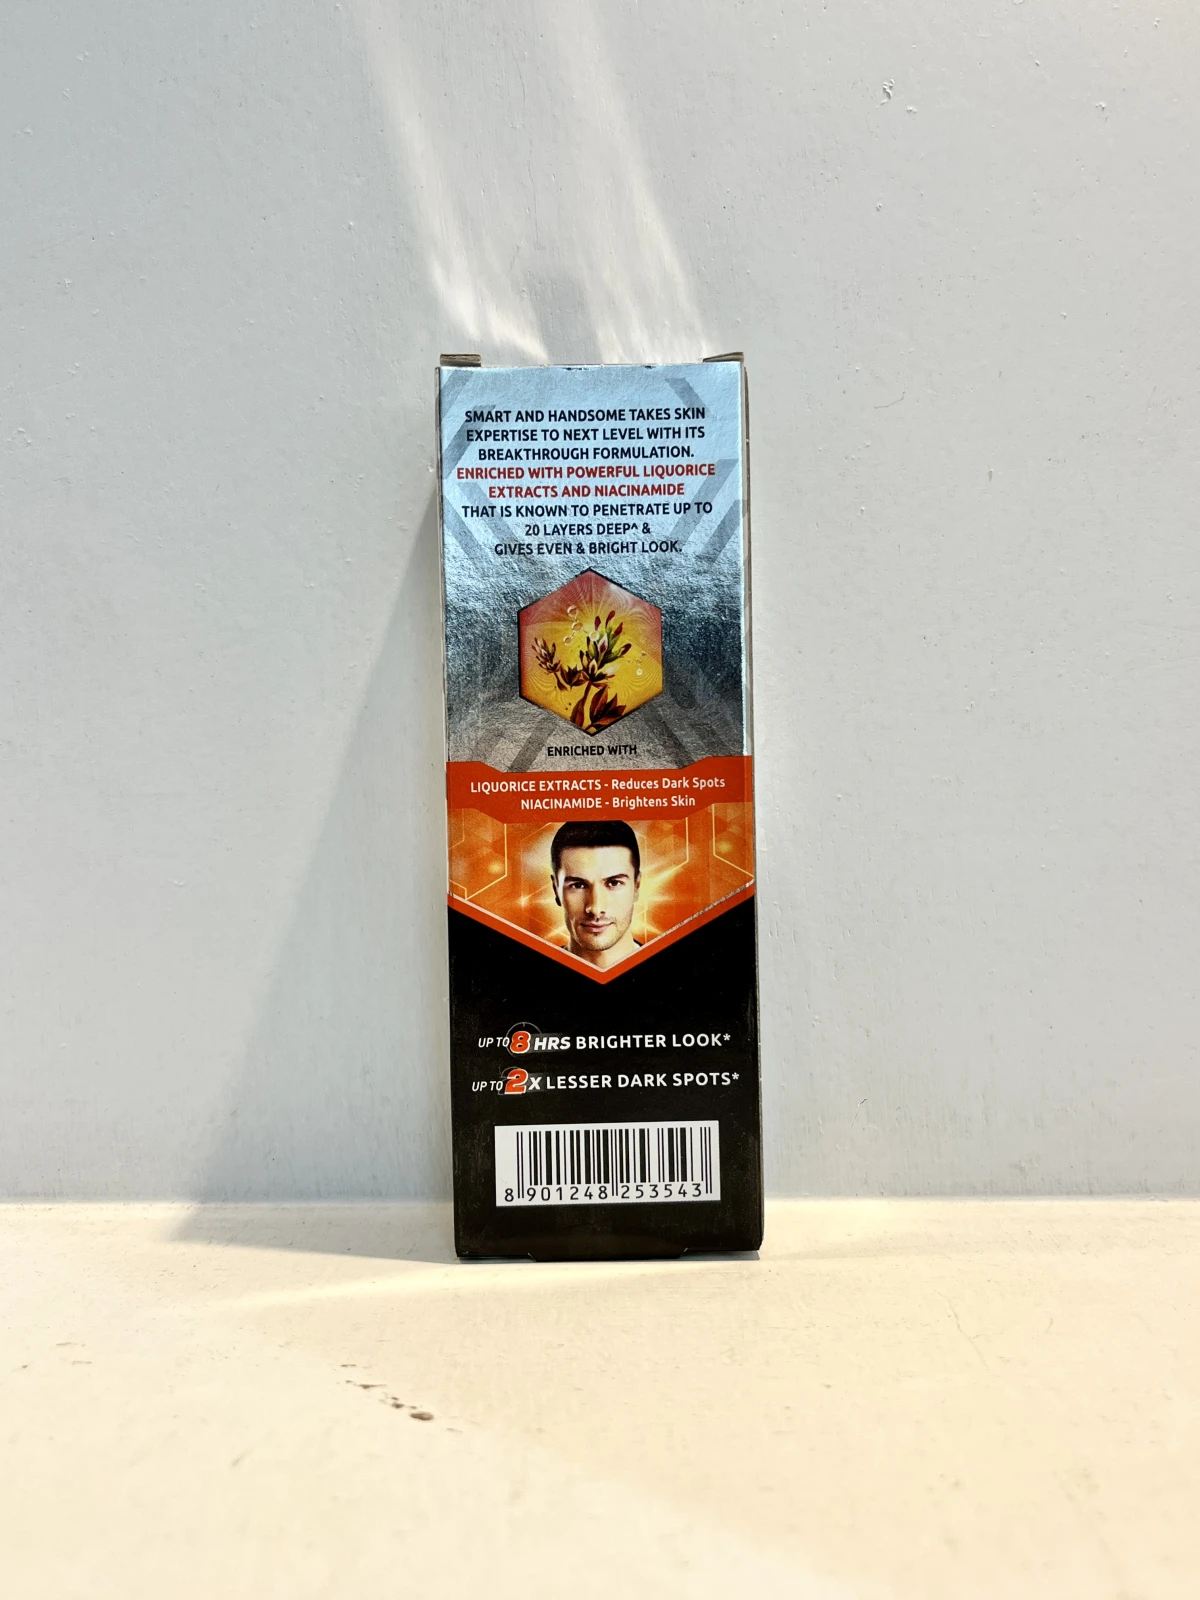 SMART AND HANDSOME TAKES SKIN
EXPERTISE TO NEXT LEVEL WITH ITS
BREAKTHROUGH FORMULATION.
ENRICHED WITH POWERFUL LIQUORICE
EXTRACTS AND NIACINAMIDE
THAT IS KNOWN TO PENETRATE UP TO
20 LAYERS DEEP^ &
GIVES EVEN & BRIGHT LOOK.
ENRICHED WITH
LIQUORICE EXTRACTS - Reduces Dark Spots
NIACINAMIDE - Brightens Skin
UP TO 8 HRS BRIGHTER LOOK*
UP TO 2X LESSER DARK SPOTS*
8 901248 253543